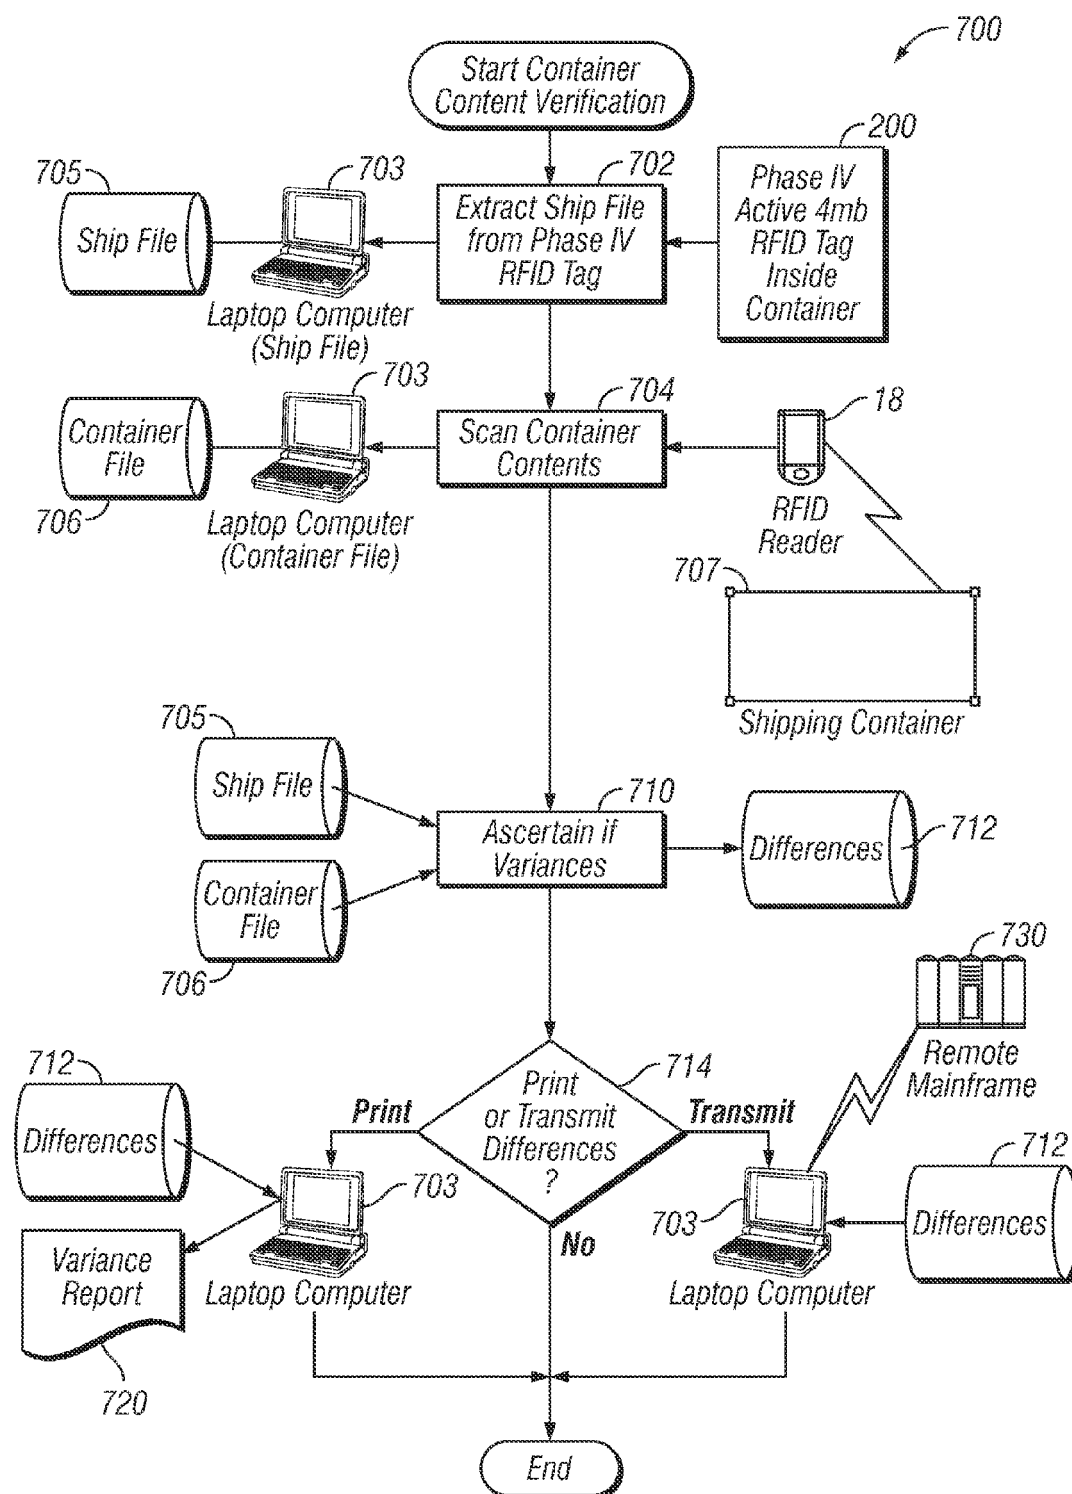 700
Start Container
Content Verification
200
Phase IV
Active 4mb
RFID Tag
Inside
Container
702
Extract Ship File
from Phase IV
RFID Tag
703
705
Ship File
Laptop Computer
(Ship File)
703
704
Scan Container
Contents
18
RFID
Reader
Container
File
706
Laptop Computer
(Container File)
707
Shipping Container
705
Ship File
710
Ascertain if
Variances
Differences
712
Container
File
706
730
Remote
Mainframe
712
Differences
714
Print
or Transmit
Differences
?
Print
Transmit
No
703
Laptop Computer
Variance
Report
720
703
Laptop Computer
712
Differences
End